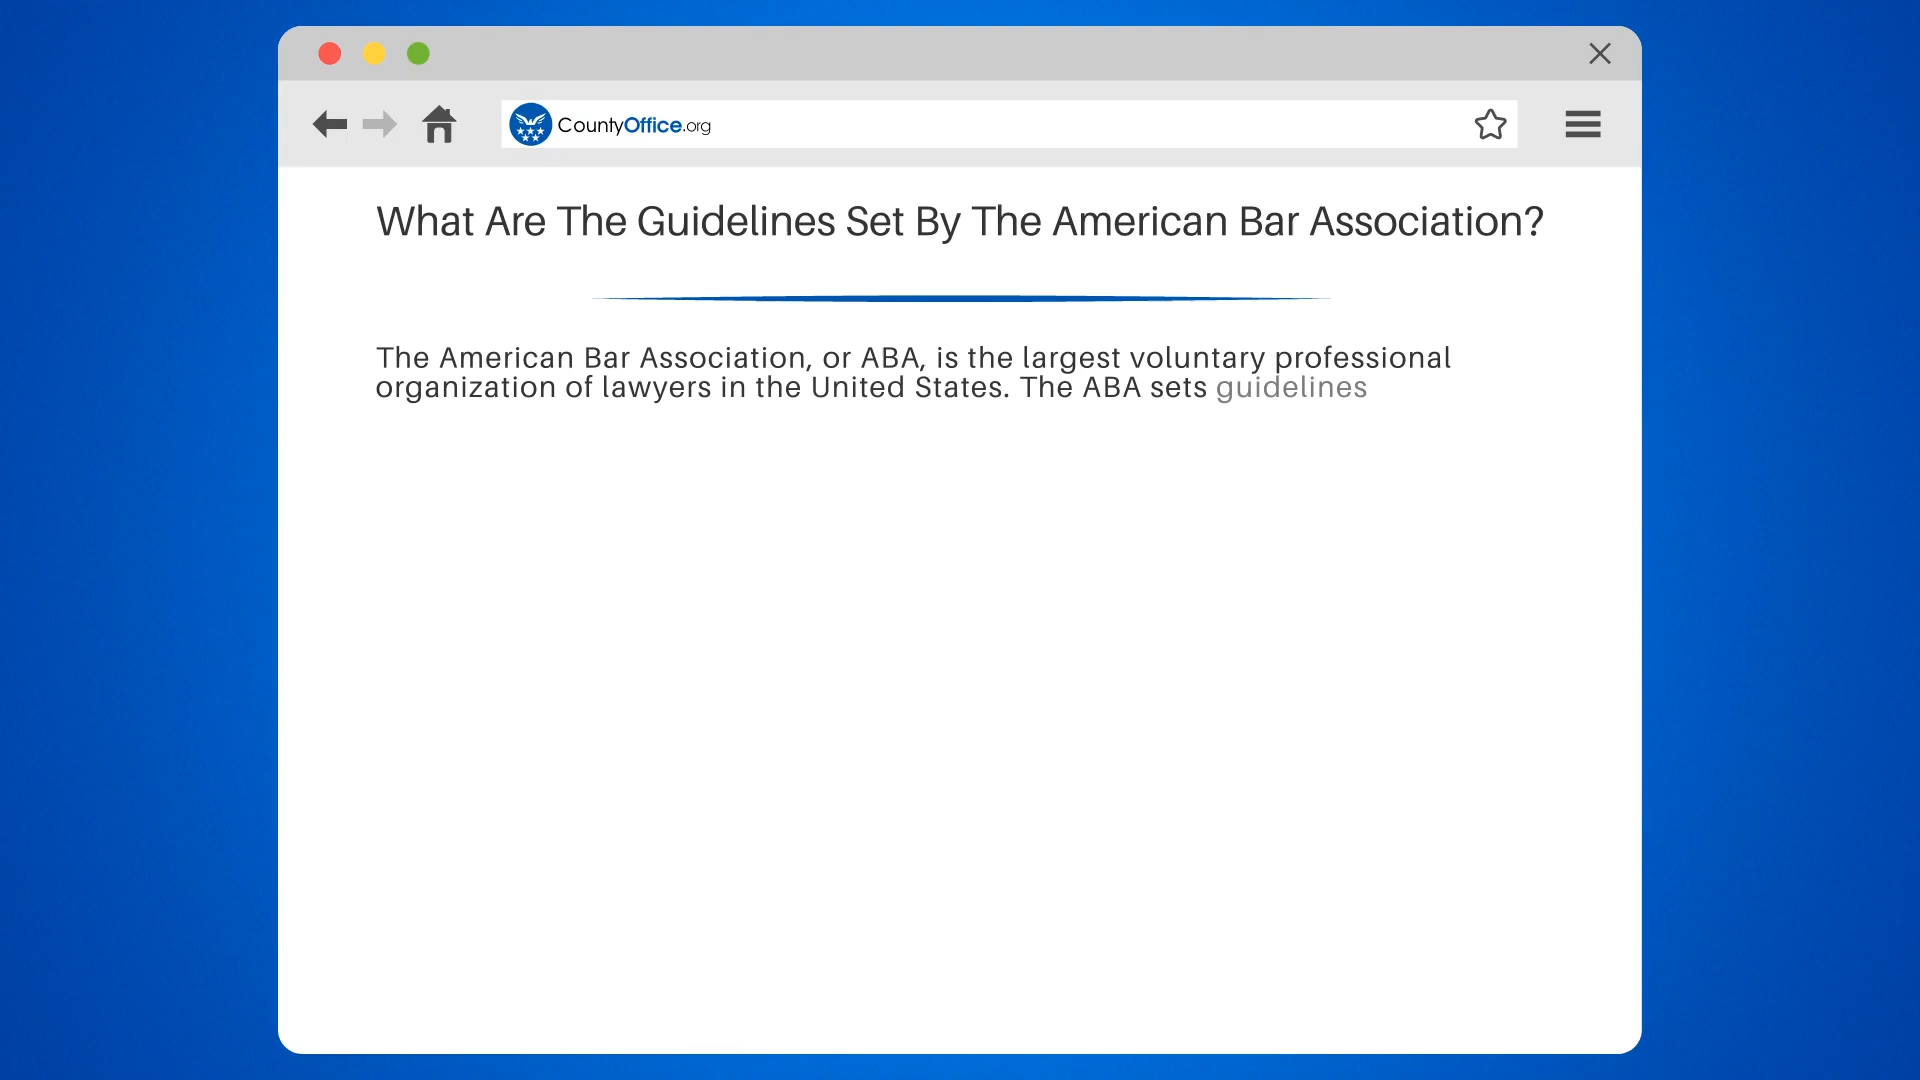 CountyOffice.org
What Are The Guidelines Set By The American Bar Association?
The American Bar Association, or ABA, is the largest voluntary professional
organization of lawyers in the United States. The ABA sets guidelines